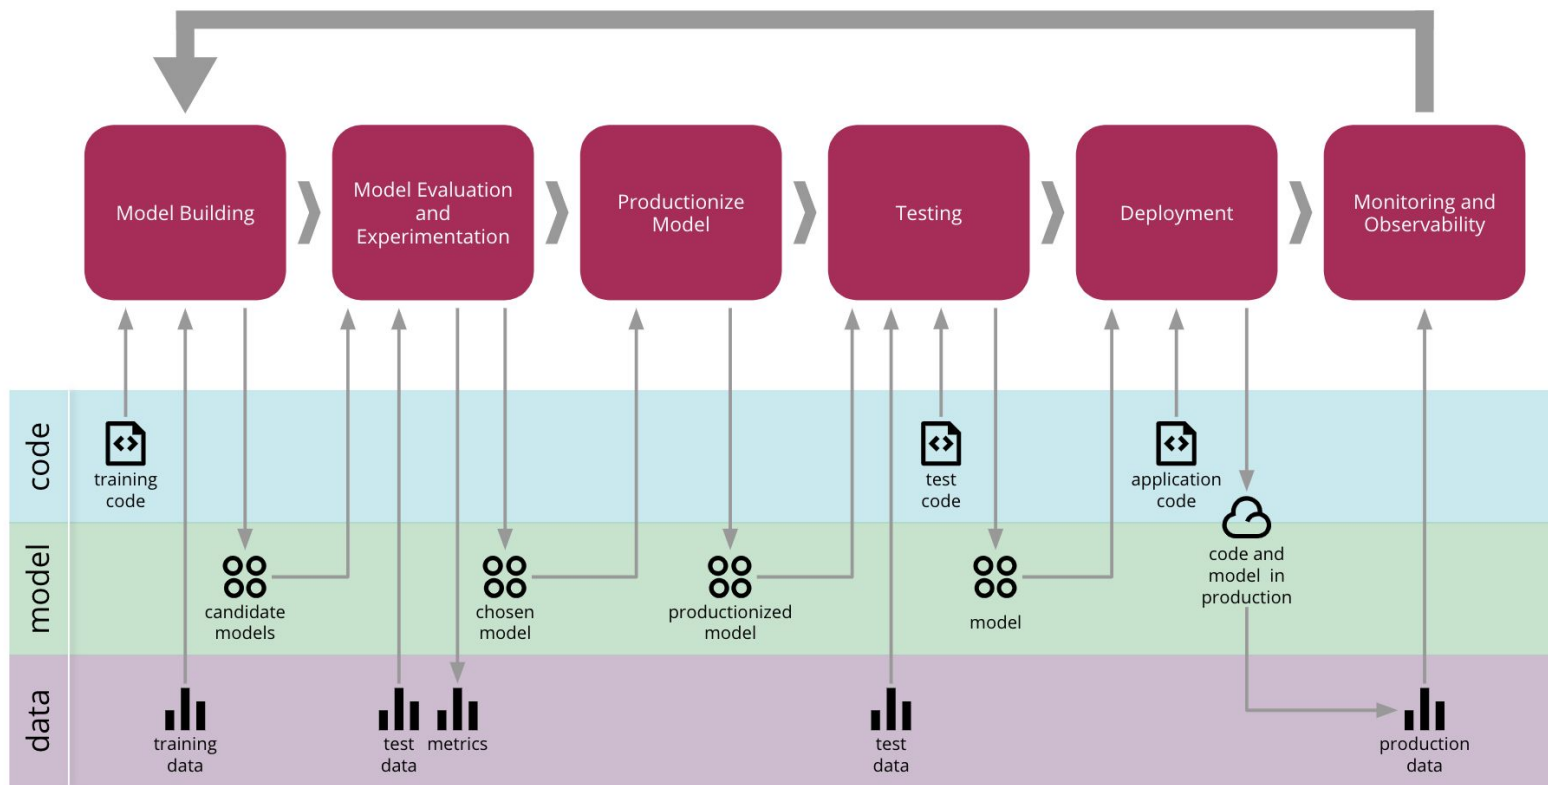 Model Building
Model Evaluation
and
Experimentation
Productionize
Model
Testing
Deployment
Monitoring and
Observability
code
training
code
test
code
application
code
model
candidate
models
chosen
model
productionized
model
model
code and
model in
production
data
training
data
test
data
metrics
test
data
production
data